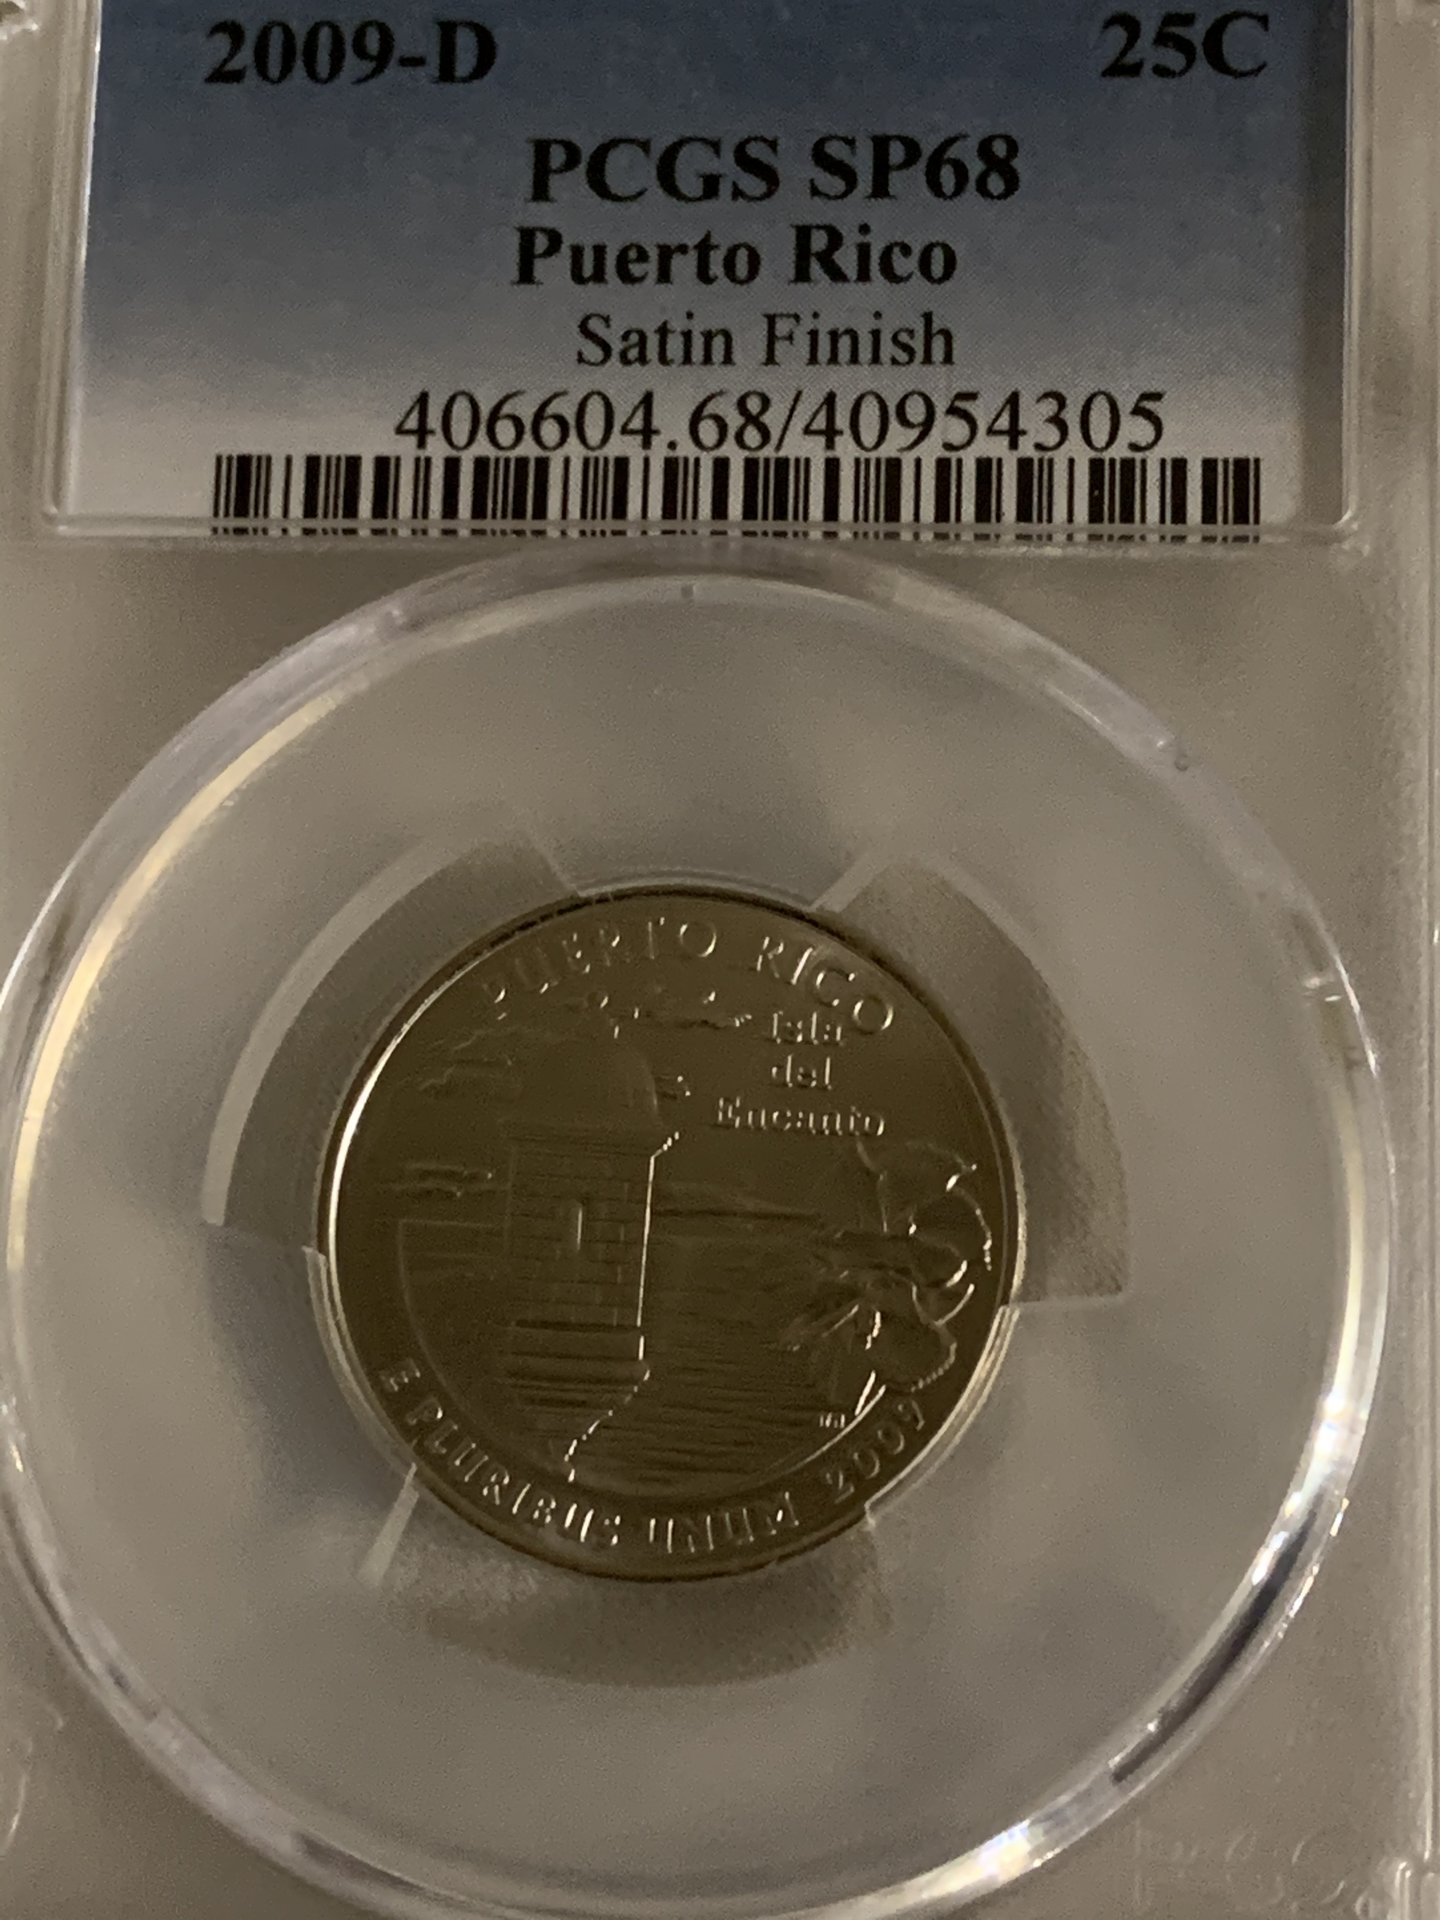 2009-D 25C
PCGS SP68
Puerto Rico
Satin Finish
406604.68/40954305
PUERTO RICO
Isla
del
Encanto
E PLURIBUS UNUM 2009